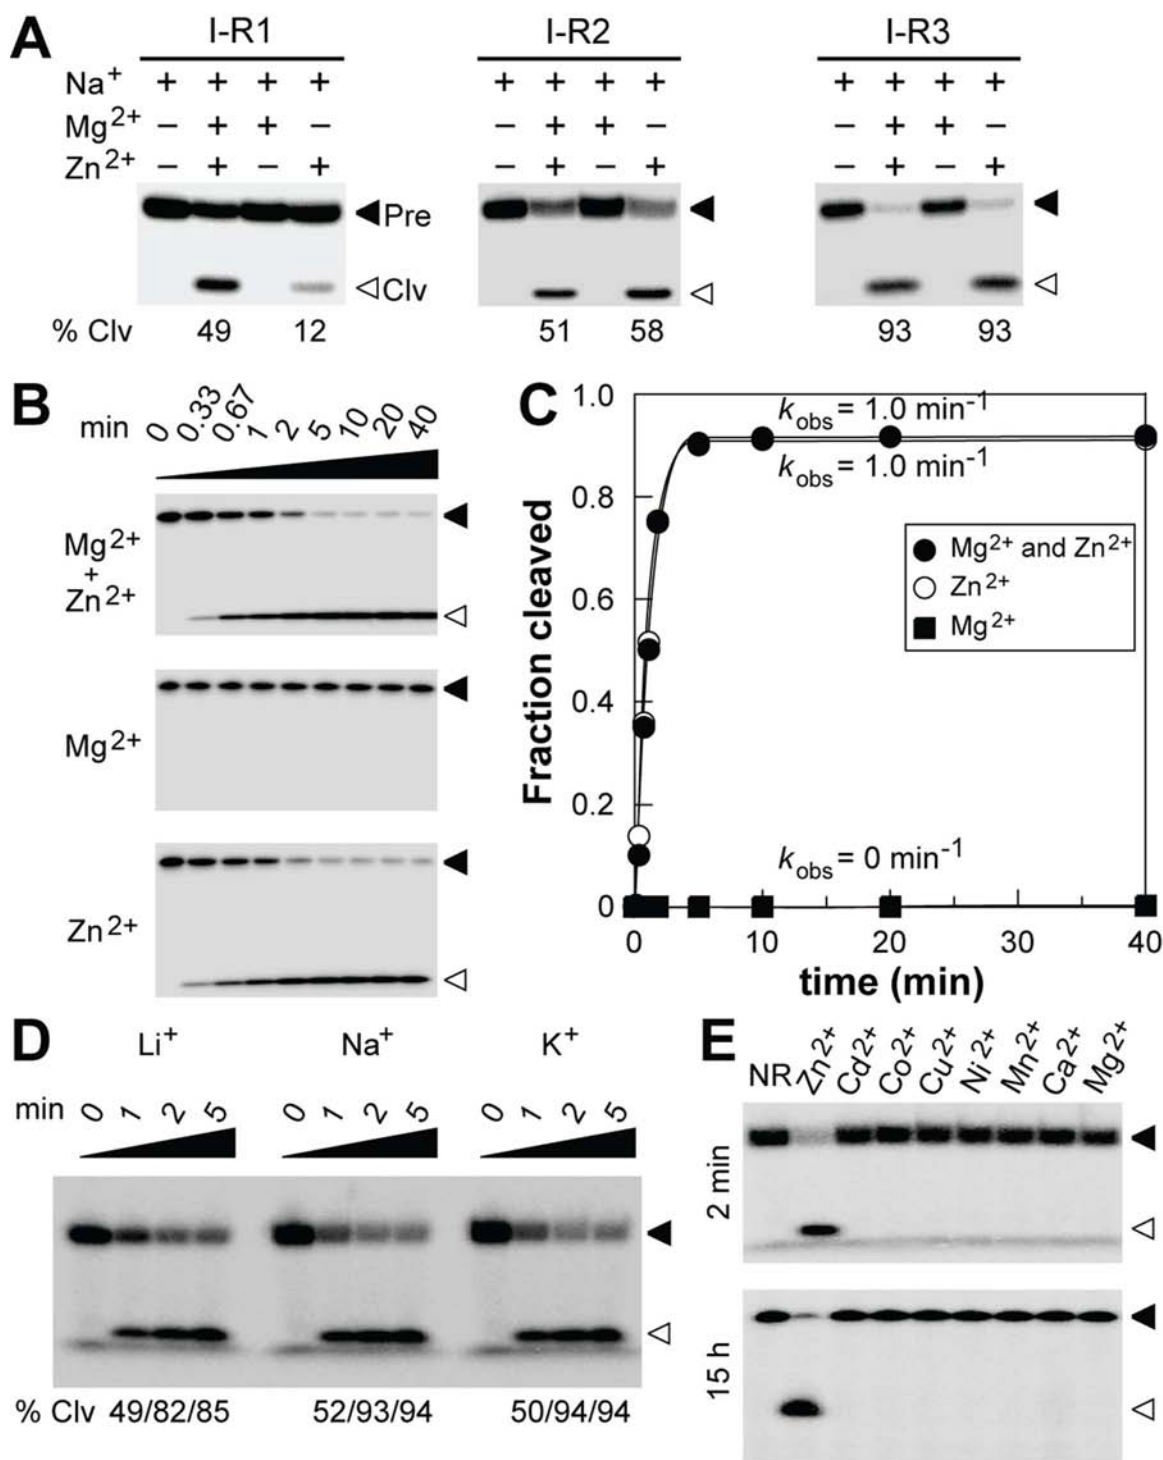 A
I-R1 I-R2 I-R3
Na+ + + + + + + + + + + + +
Mg2+ – + + – – + + – – + + –
Zn2+ – + – + – + – + – + – +
Pre
Clv
% Clv 49 12 51 58 93 93
B
min 0 0.33 0.67 1 2 5 10 20 40
Mg2+
+
Zn2+
Mg2+
Zn2+
C
1.0
0.8
0.6
0.4
0.2
0
Fraction cleaved
kobs = 1.0 min-1
kobs = 1.0 min-1
Mg2+ and Zn2+
Zn2+
Mg2+
kobs = 0 min-1
0 10 20 30 40
time (min)
D
Li+ Na+ K+
min 0 1 2 5 0 1 2 5 0 1 2 5
% Clv 49/82/85 52/93/94 50/94/94
E
NR Zn2+ Cd2+ Co2+ Cu2+ Ni2+ Mn2+ Ca2+ Mg2+
2 min
15 h